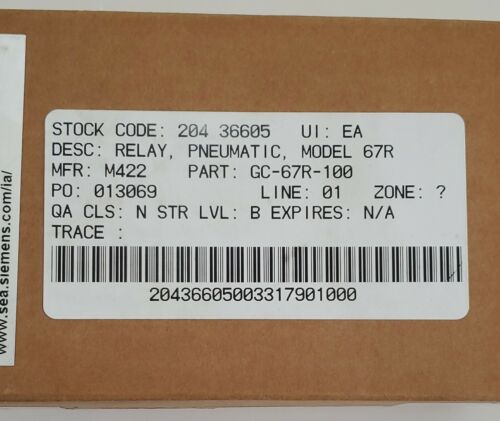 STOCK CODE: 204 36605 UI: EA
DESC: RELAY, PNEUMATIC, MODEL 67R
MFR: M422 PART: GC-67R-100
PO: 013069 LINE: 01 ZONE: ?
QA CLS: N STR LVL: B EXPIRES: N/A
TRACE :
20436605003317901000
www.sea.siemens.com/ia/